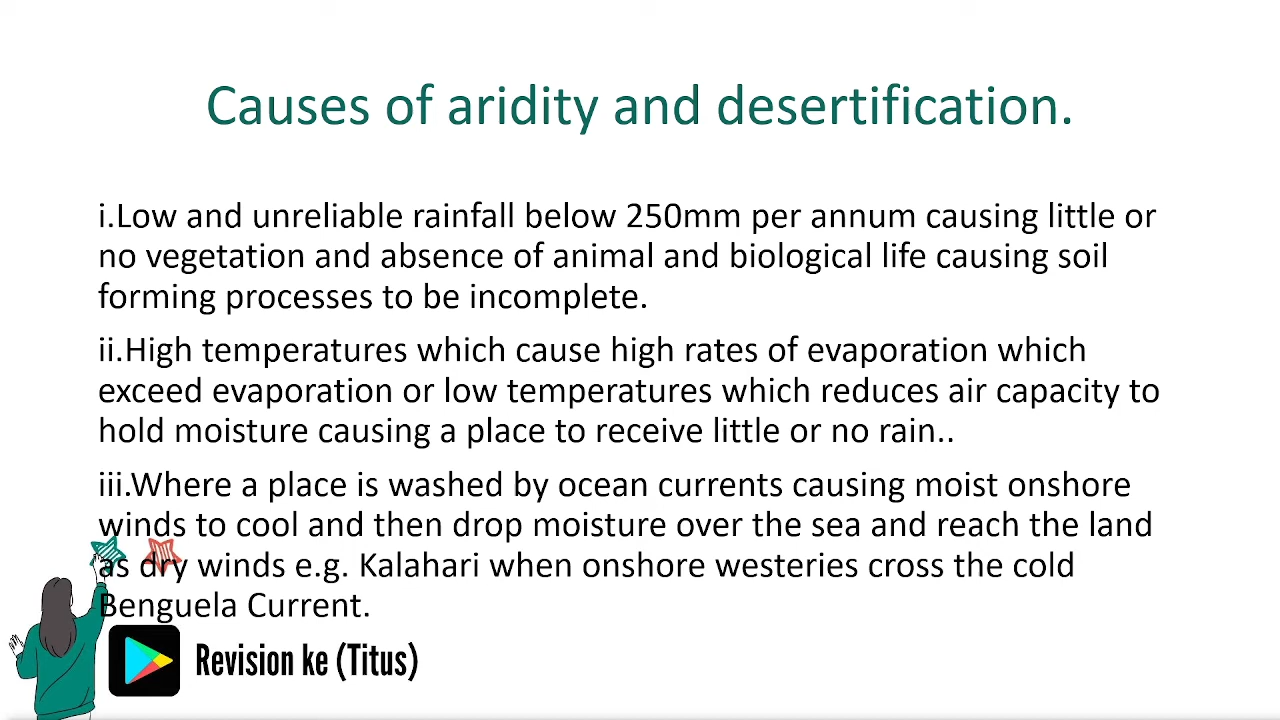 Causes of aridity and desertification.
i.Low and unreliable rainfall below 250mm per annum causing little or
no vegetation and absence of animal and biological life causing soil
forming processes to be incomplete.
ii.High temperatures which cause high rates of evaporation which
exceed evaporation or low temperatures which reduces air capacity to
hold moisture causing a place to receive little or no rain..
iii.Where a place is washed by ocean currents causing moist onshore
winds to cool and then drop moisture over the sea and reach the land
as dry winds e.g. Kalahari when onshore westeries cross the cold
Benguela Current.
Revision ke (Titus)